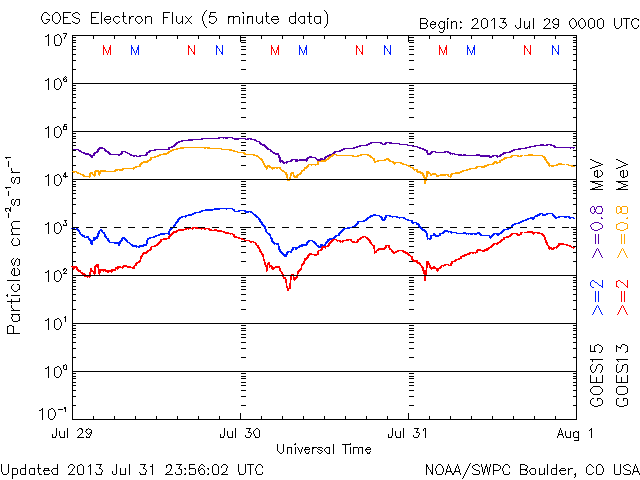 GOES Electron Flux (5 minute data)
Begin: 2013 Jul 29 0000 UTC
M M N N M M N N M M N N
10⁷
10⁶
10⁵
10⁴
10³
10²
10¹
10⁰
10⁻¹
Particles cm⁻²s⁻¹sr⁻¹
GOES15 >=2 >=0.8 MeV
GOES13 >=2 >=0.8 MeV
Jul 29 Jul 30 Jul 31 Aug 1
Universal Time
Updated 2013 Jul 31 23:56:02 UTC
NOAA/SWPC Boulder, CO USA